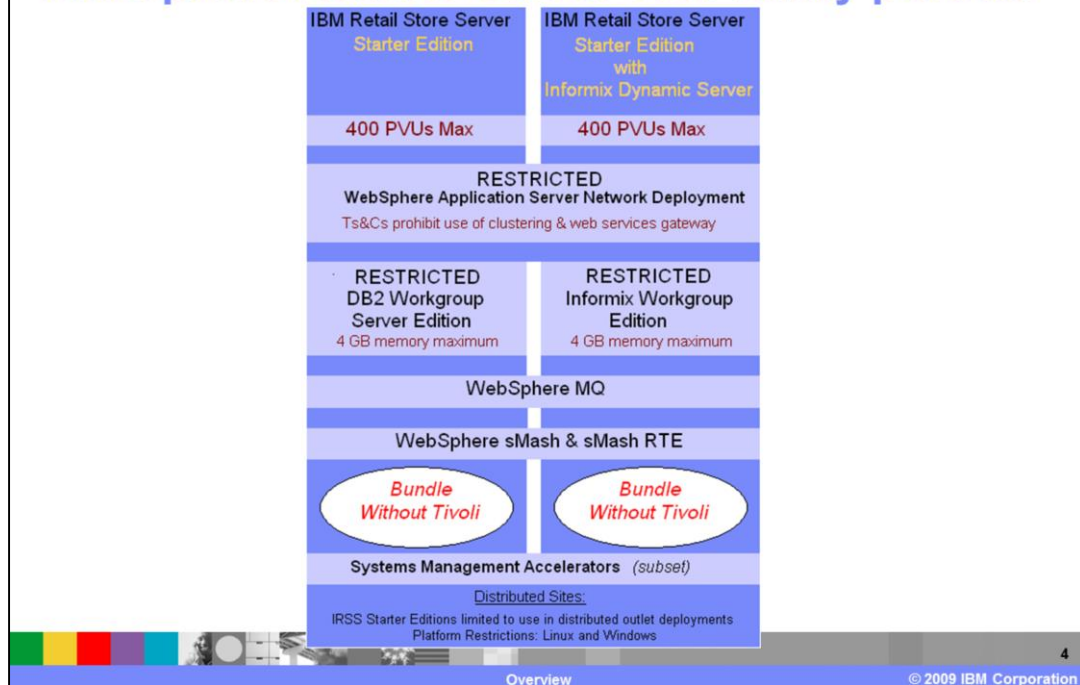 IBM Retail Store Server
Starter Edition
IBM Retail Store Server
Starter Edition
with
Informix Dynamic Server
400 PVUs Max
400 PVUs Max
RESTRICTED
WebSphere Application Server Network Deployment
Ts&Cs prohibit use of clustering & web services gateway
RESTRICTED
DB2 Workgroup
Server Edition
4 GB memory maximum
RESTRICTED
Informix Workgroup
Edition
4 GB memory maximum
WebSphere MQ
WebSphere sMash & sMash RTE
Bundle
Without Tivoli
Bundle
Without Tivoli
Systems Management Accelerators (subset)
Distributed Sites:
IRSS Starter Editions limited to use in distributed outlet deployments
Platform Restrictions: Linux and Windows
4
Overview
© 2009 IBM Corporation